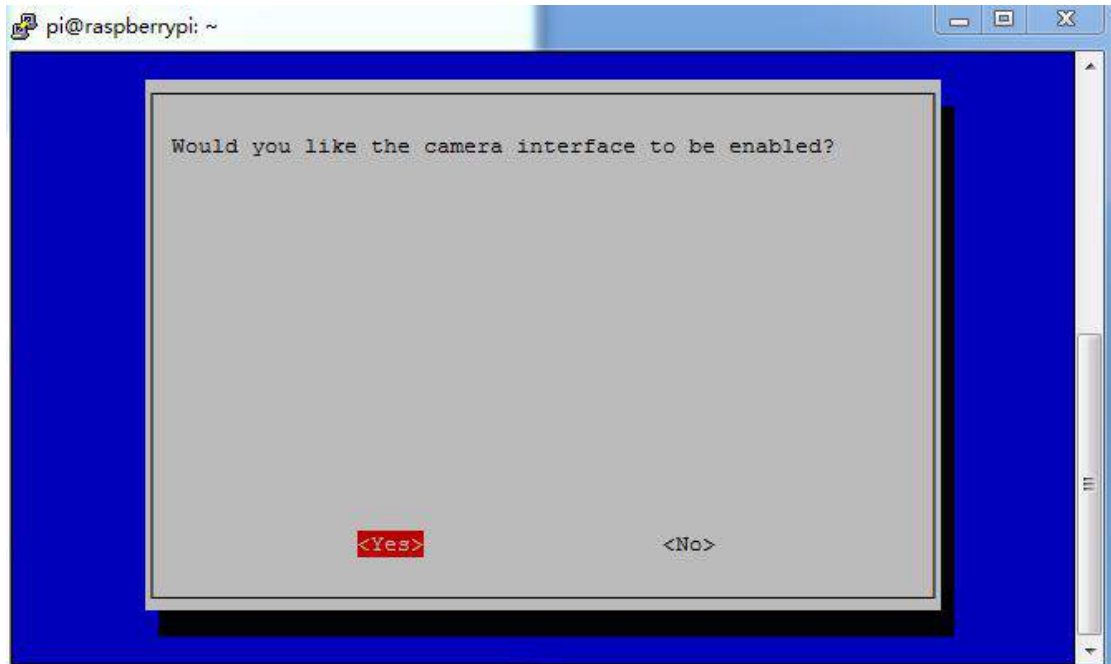 pi@raspberrypi: ~
Would you like the camera interface to be enabled?
<Yes> <No>